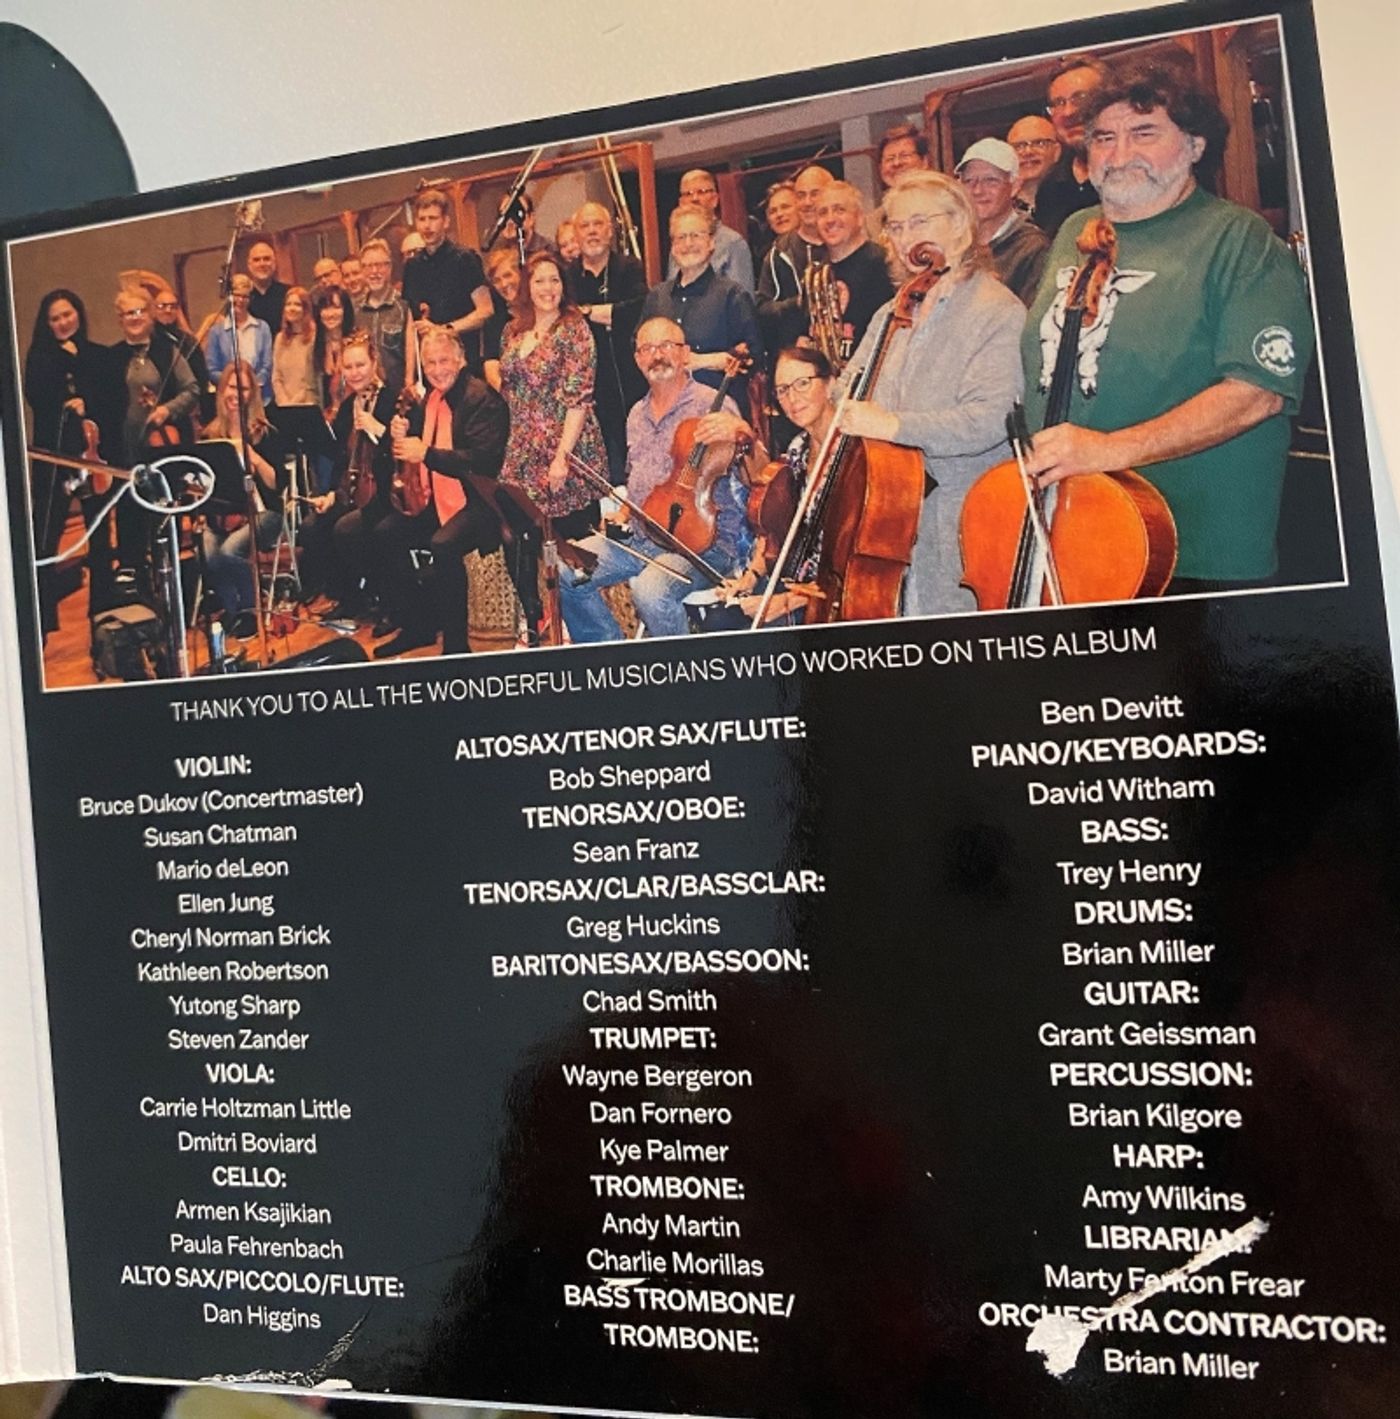 THANK YOU TO ALL THE WONDERFUL MUSICIANS WHO WORKED ON THIS ALBUM
VIOLIN:
Bruce Dukov (Concertmaster)
Susan Chatman
Mario deLeon
Ellen Jung
Cheryl Norman Brick
Kathleen Robertson
Yutong Sharp
Steven Zander
VIOLA:
Carrie Holtzman Little
Dmitri Boviard
CELLO:
Armen Ksajikian
Paula Fehrenbach
ALTO SAX/PICCOLO/FLUTE:
Dan Higgins
ALTOSAX/TENOR SAX/FLUTE:
Bob Sheppard
TENORSAX/OBOE:
Sean Franz
TENORSAX/CLAR/BASSCLAR:
Greg Huckins
BARITONESAX/BASSOON:
Chad Smith
TRUMPET:
Wayne Bergeron
Dan Fornero
Kye Palmer
TROMBONE:
Andy Martin
Charlie Morillas
BASS TROMBONE/
TROMBONE:
Ben Devitt
PIANO/KEYBOARDS:
David Witham
BASS:
Trey Henry
DRUMS:
Brian Miller
GUITAR:
Grant Geissman
PERCUSSION:
Brian Kilgore
HARP:
Amy Wilkins
LIBRARIAN:
Marty Fenton Frear
ORCHESTRA CONTRACTOR:
Brian Miller